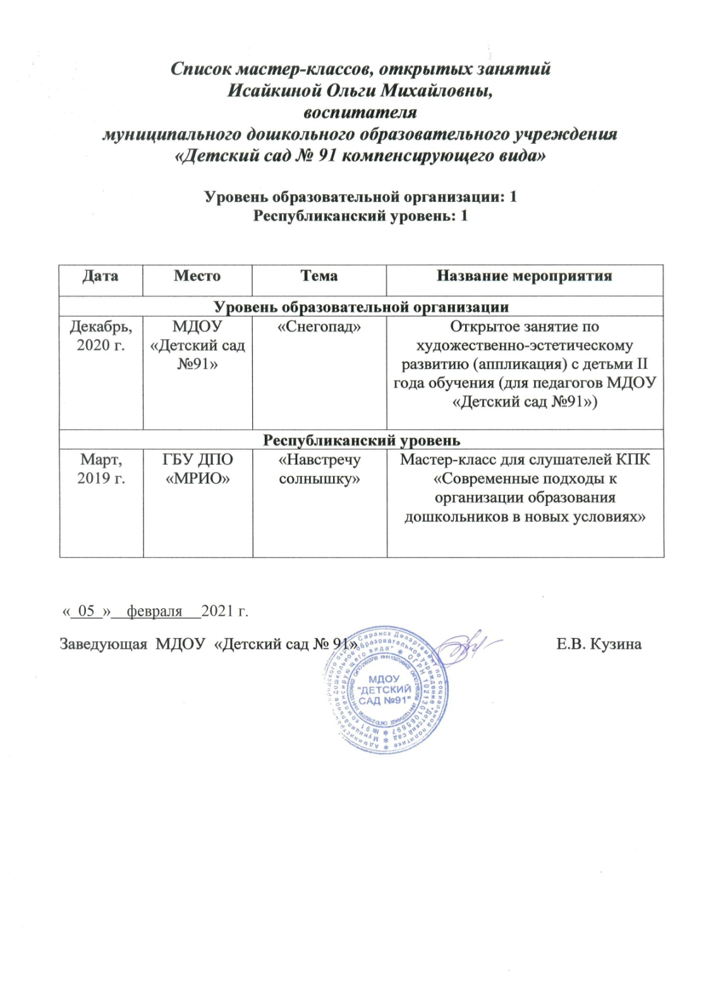 Список мастер-классов, открытых занятий
Исайкиной Ольги Михайловны,
воспитателя
муниципального дошкольного образовательного учреждения
«Детский сад № 91 компенсирующего вида»
Уровень образовательной организации: 1
Республиканский уровень: 1
Дата Место Тема Название мероприятия
Уровень образовательной организации
Декабрь, 2020 г.
МДОУ «Детский сад №91»
«Снегопад»
Открытое занятие по
художественно-эстетическому
развитию (аппликация) с детьми II
года обучения (для педагогов МДОУ
«Детский сад №91»)
Республиканский уровень
Март, 2019 г.
ГБУ ДПО «МРИО»
«Навстречу солнышку»
Мастер-класс для слушателей КПК
«Современные подходы к
организации образования
дошкольников в новых условиях»
«_05_»__февраля__2021 г.
Заведующая МДОУ «Детский сад № 91» Е.В. Кузина
МДОУ
"ДЕТСКИЙ
САД №91"